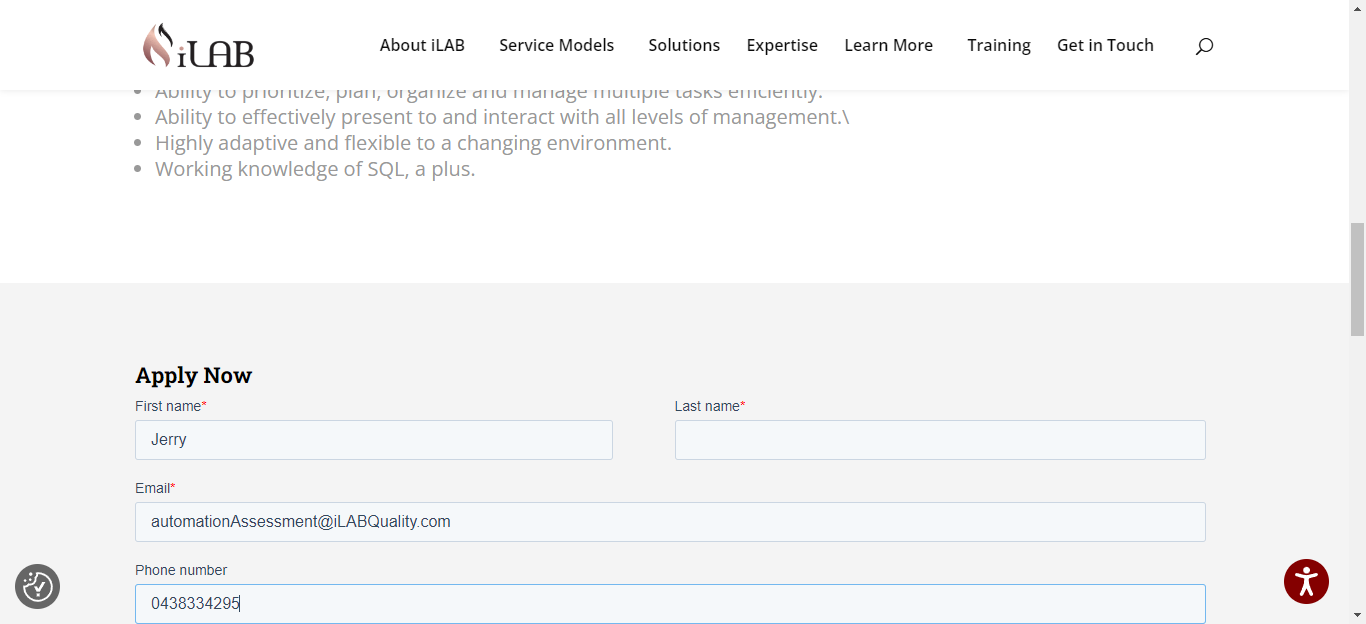 iLAB
About iLAB Service Models Solutions Expertise Learn More Training Get in Touch
Ability to prioritize, plan, organize and manage multiple tasks efficiently.
Ability to effectively present to and interact with all levels of management.\
Highly adaptive and flexible to a changing environment.
Working knowledge of SQL, a plus.
Apply Now
First name* Last name*
Jerry
Email*
automationAssessment@iLABQuality.com
Phone number
0438334295